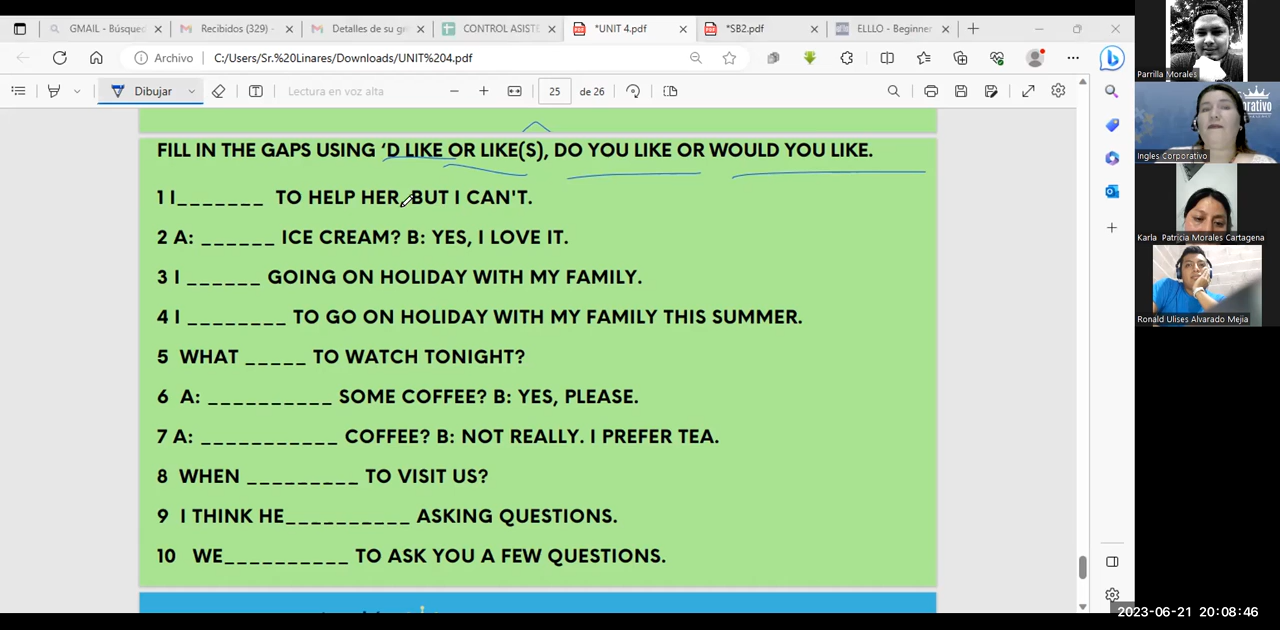 GMAIL - Búsqued
Recibidos (329) -
Detalles de su gé
CONTROL ASISTE
*UNIT 4.pdf
*SB2.pdf
ELLLO - Beginner
Archivo
C:/Users/Sr.%20Linares/Downloads/UNIT%204.pdf
Dibujar
Lectura en voz alta
25
de 26
FILL IN THE GAPS USING ‘D LIKE OR LIKE(S), DO YOU LIKE OR WOULD YOU LIKE.
1 I_______ TO HELP HER, BUT I CAN'T.
2 A: ______ ICE CREAM? B: YES, I LOVE IT.
3 I ______ GOING ON HOLIDAY WITH MY FAMILY.
4 I ________ TO GO ON HOLIDAY WITH MY FAMILY THIS SUMMER.
5 WHAT _____ TO WATCH TONIGHT?
6 A: __________ SOME COFFEE? B: YES, PLEASE.
7 A: ___________ COFFEE? B: NOT REALLY. I PREFER TEA.
8 WHEN _________ TO VISIT US?
9 I THINK HE__________ ASKING QUESTIONS.
10 WE__________ TO ASK YOU A FEW QUESTIONS.
Parrilla Morales
orativo
Ingles Corporativo
Karla Patricia Morales Cartagena
Ronald Ulises Alvarado Mejia
2023-06-21 20:08:46